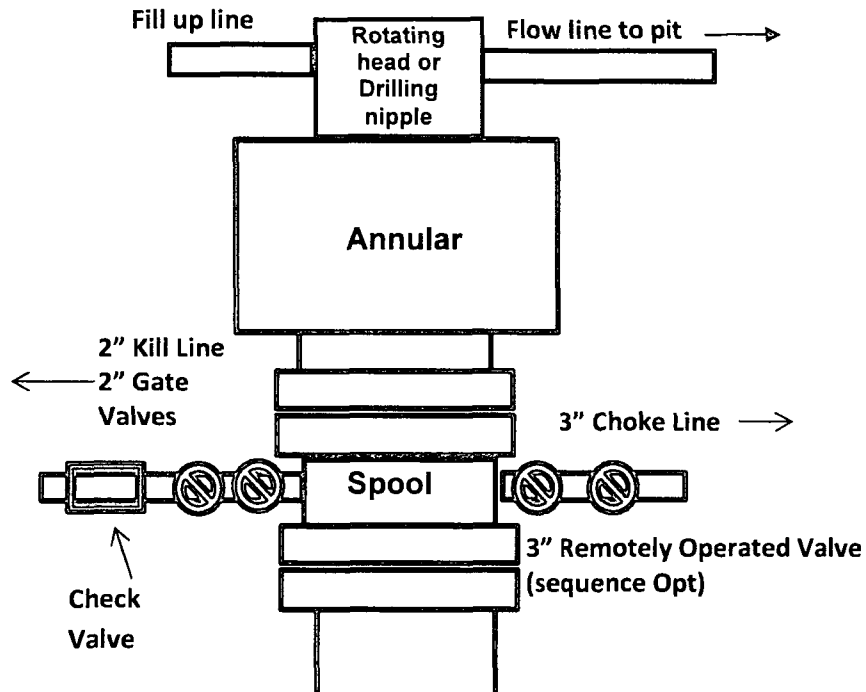 Fill up line
Rotating
head or
Drilling
nipple
Flow line to pit
Annular
2” Kill Line
2” Gate
Valves
3” Choke Line
Spool
3” Remotely Operated Valve
(sequence Opt)
Check
Valve